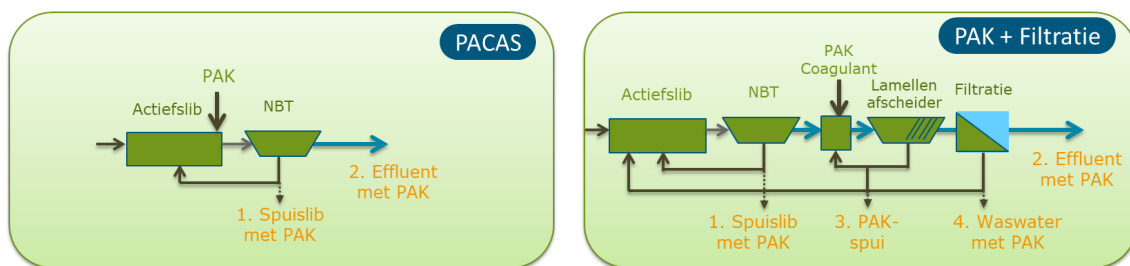 PACAS
PAK
Actiefslib
NBT
2. Effluent
met PAK
1. Spuislib
met PAK
PAK + Filtratie
PAK
Coagulant
Actiefslib
NBT
Lamellen
afscheider
Filtratie
2. Effluent
met PAK
1. Spuislib
met PAK
3. PAK-
spui
4. Waswater
met PAK